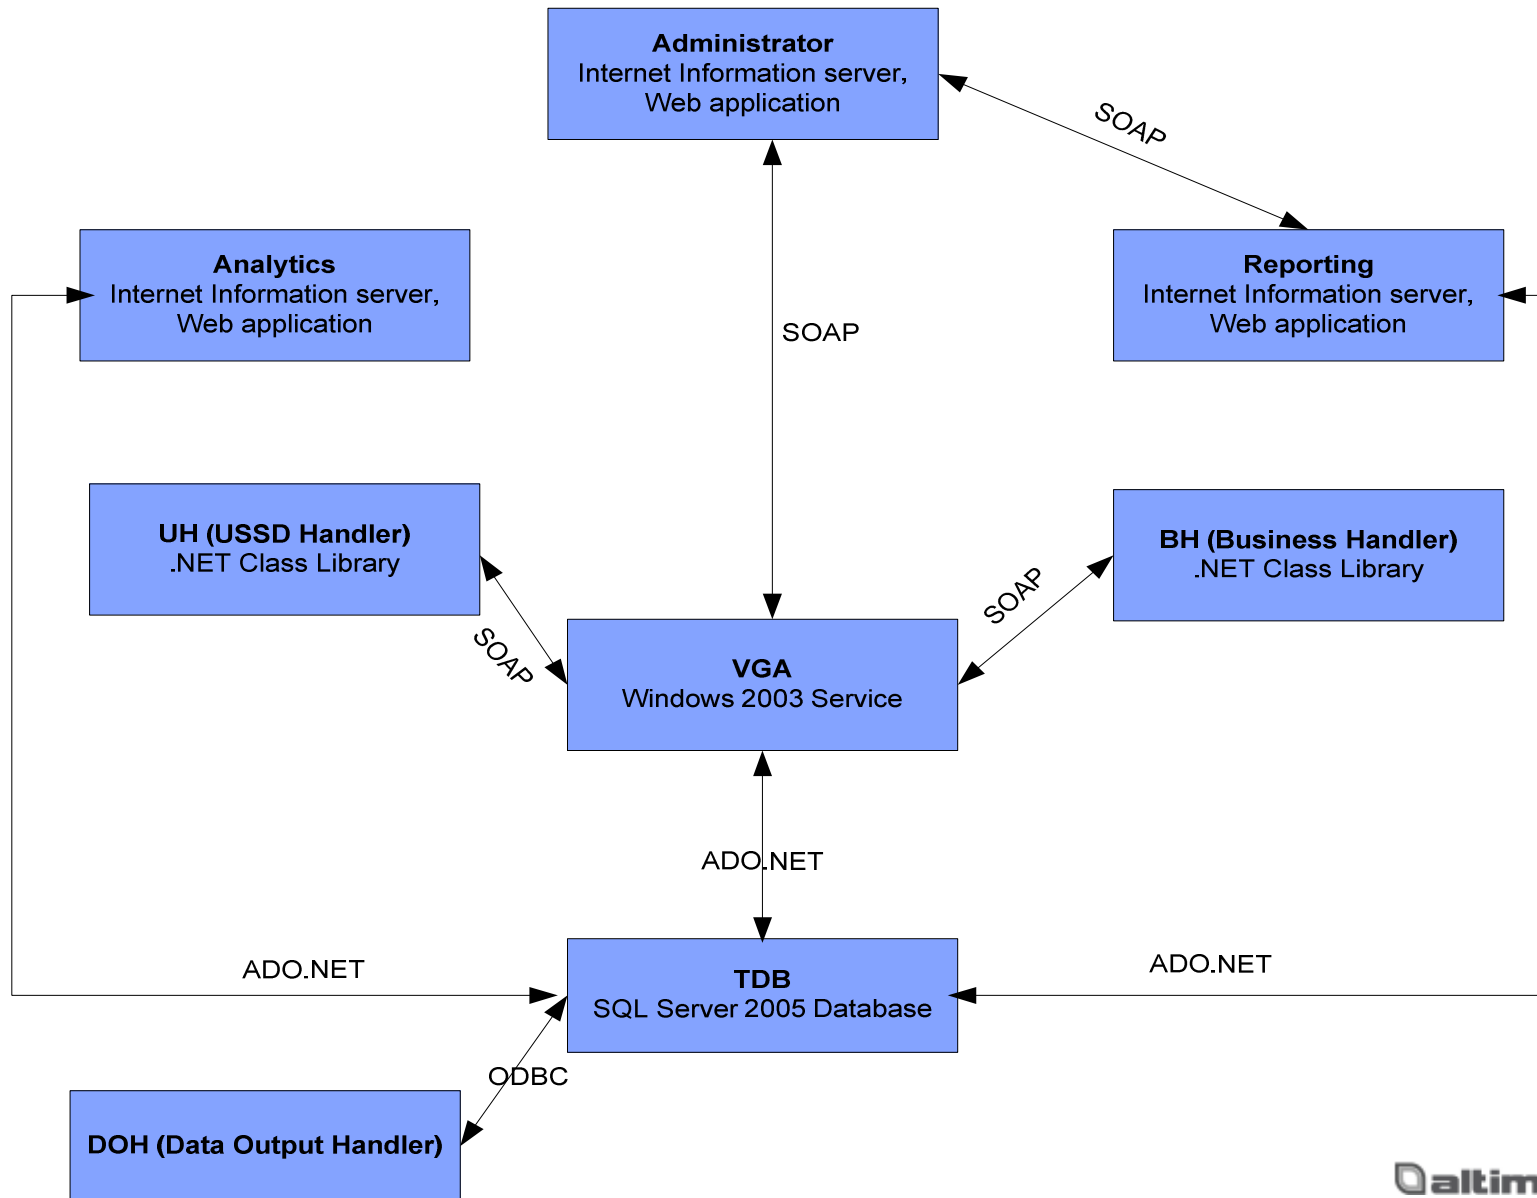 Administrator
Internet Information server,
Web application
SOAP
Analytics
Internet Information server,
Web application
Reporting
Internet Information server,
Web application
SOAP
UH (USSD Handler)
.NET Class Library
BH (Business Handler)
.NET Class Library
SOAP
SOAP
VGA
Windows 2003 Service
ADO.NET
ADO.NET
TDB
SQL Server 2005 Database
ADO.NET
ODBC
DOH (Data Output Handler)
altim